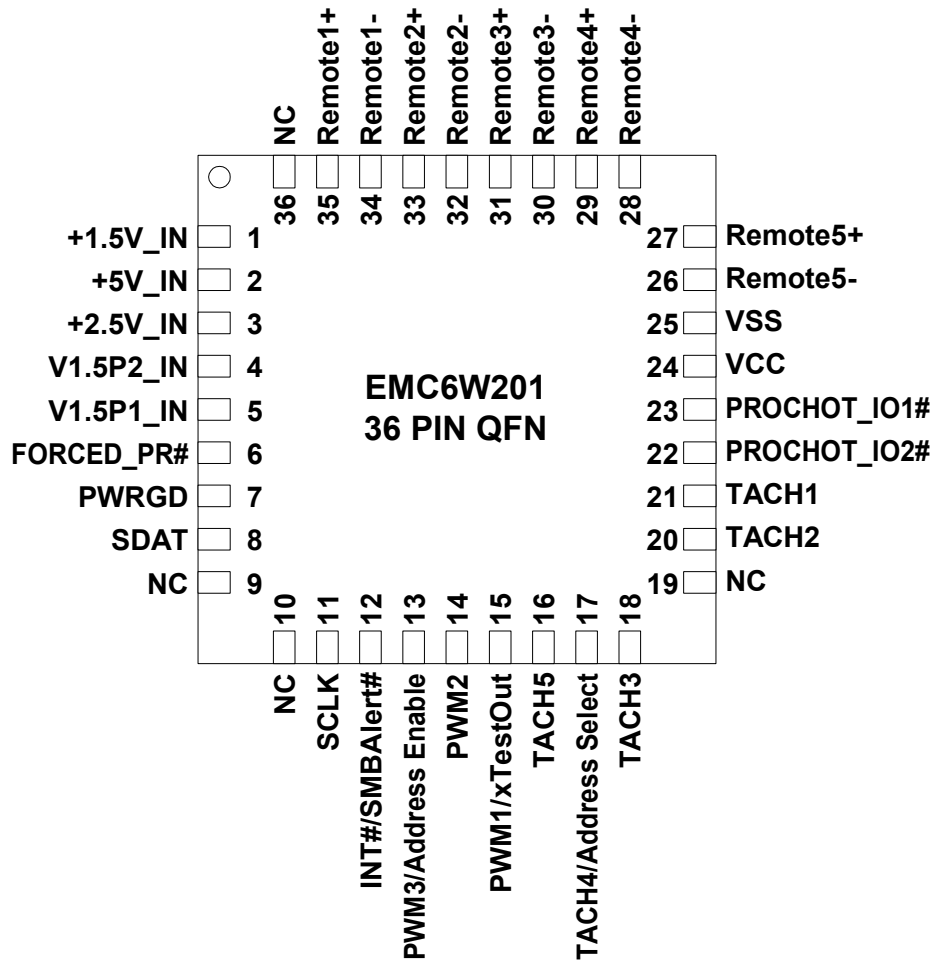 NC
Remote1+
Remote1-
Remote2+
Remote2-
Remote3+
Remote3-
Remote4+
Remote4-
36
35
34
33
32
31
30
29
28
+1.5V_IN 1
+5V_IN 2
+2.5V_IN 3
V1.5P2_IN 4
V1.5P1_IN 5
FORCED_PR# 6
PWRGD 7
SDAT 8
NC 9
EMC6W201
36 PIN QFN
27 Remote5+
26 Remote5-
25 VSS
24 VCC
23 PROCHOT_IO1#
22 PROCHOT_IO2#
21 TACH1
20 TACH2
19 NC
10
11
12
13
14
15
16
17
18
NC
SCLK
INT#/SMBAlert#
PWM3/Address Enable
PWM2
PWM1/xTestOut
TACH5
TACH4/Address Select
TACH3